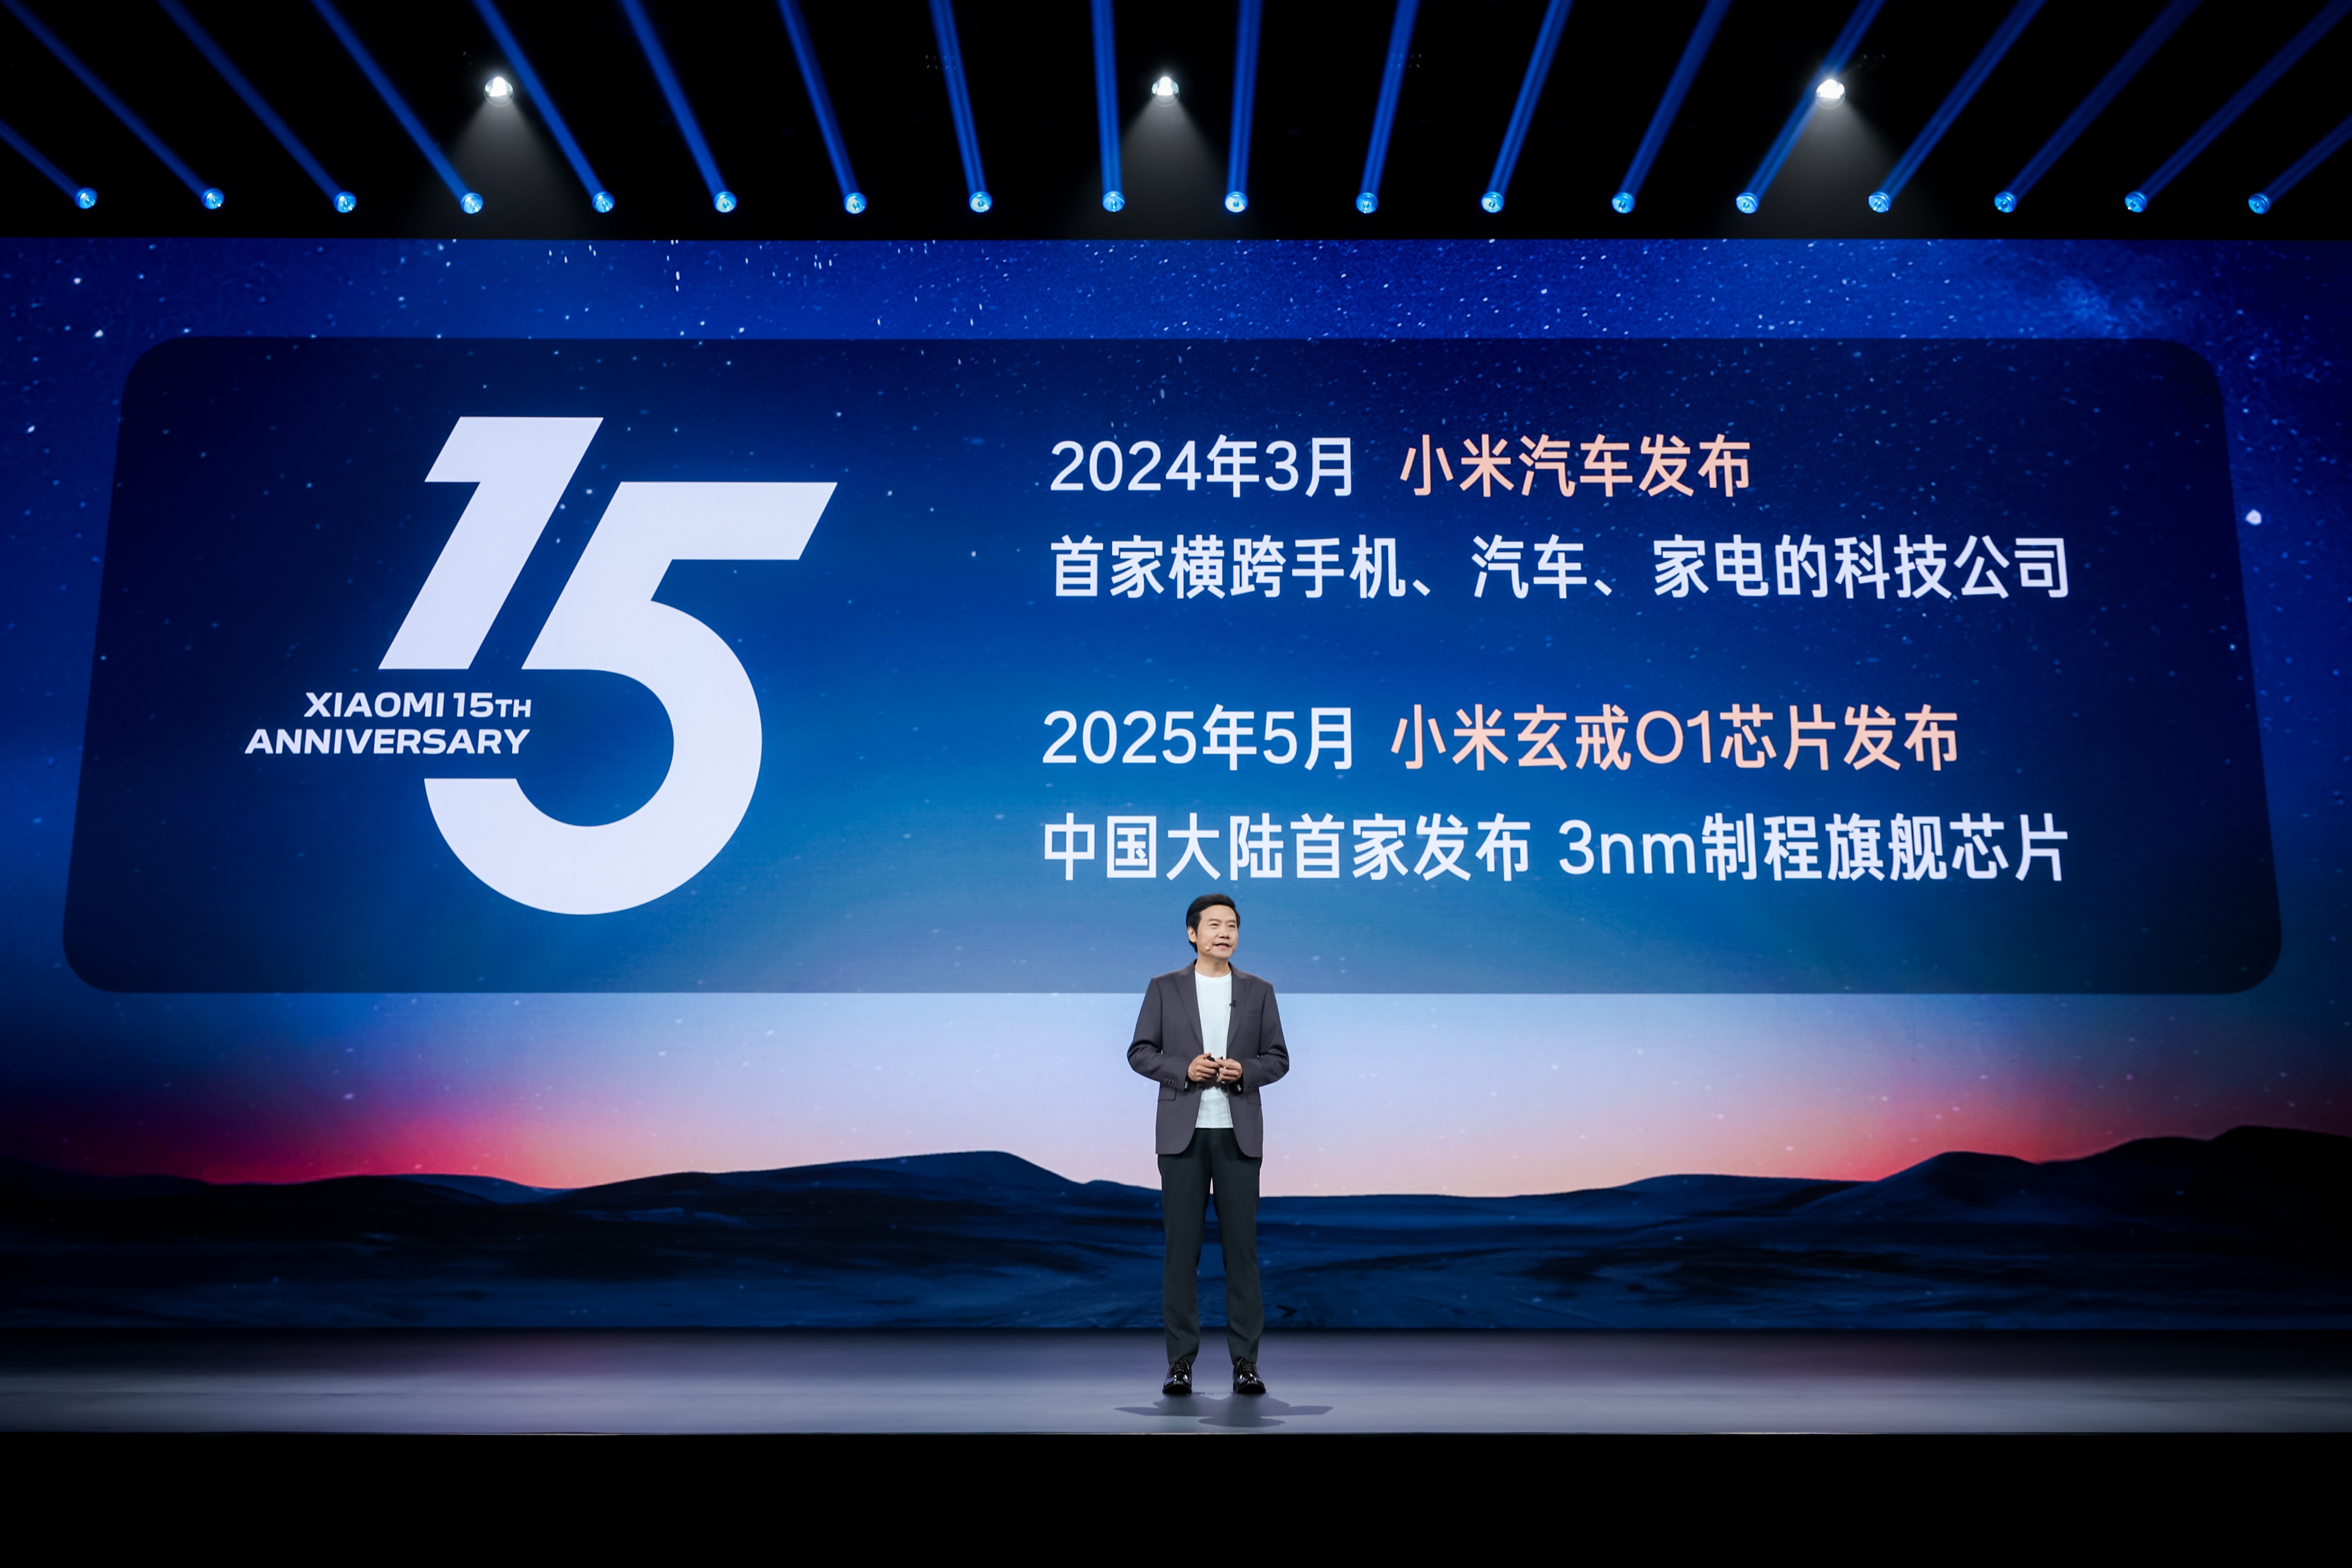 15
XIAOMI 15TH
ANNIVERSARY
2024年3月 小米汽车发布
首家横跨手机、汽车、家电的科技公司
2025年5月 小米玄戒O1芯片发布
中国大陆首家发布 3nm制程旗舰芯片